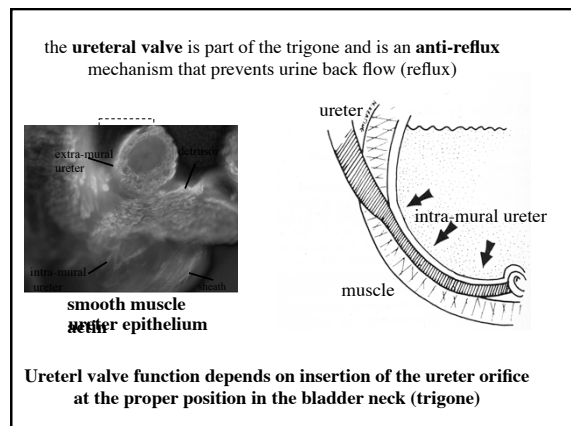 the ureteral valve is part of the trigone and is an anti-reflux
mechanism that prevents urine back flow (reflux)
ureter
extra-mural
ureter
detrusor
intra-mural ureter
intra-mural
ureter
sheath
muscle
smooth muscle
actin
ureter epithelium
Ureterl valve function depends on insertion of the ureter orifice
at the proper position in the bladder neck (trigone)